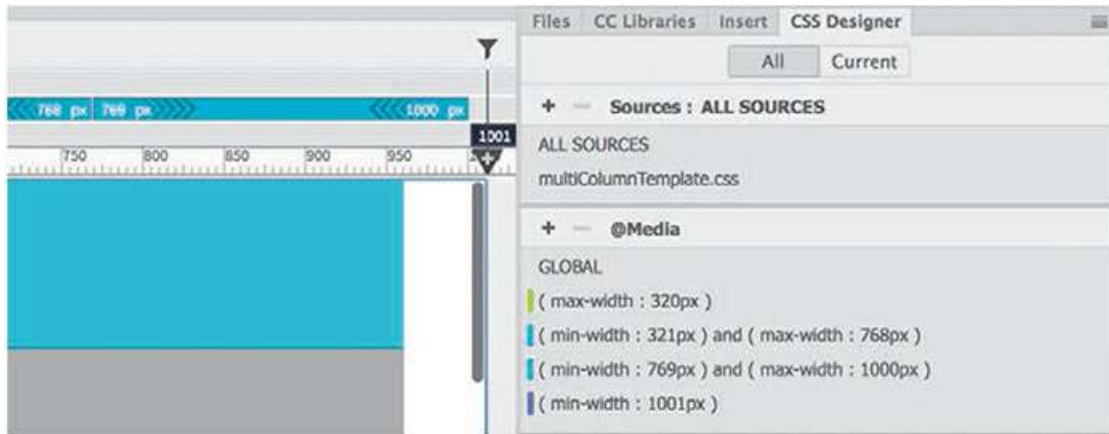 Files CC Libraries Insert CSS Designer
All Current
768 px 769 px 1000 px
+ Sources : ALL SOURCES
1001
ALL SOURCES
750 800 850 900 950
multiColumnTemplate.css
+ @Media
GLOBAL
( max-width : 320px )
( min-width : 321px ) and ( max-width : 768px )
( min-width : 769px ) and ( max-width : 1000px )
( min-width : 1001px )